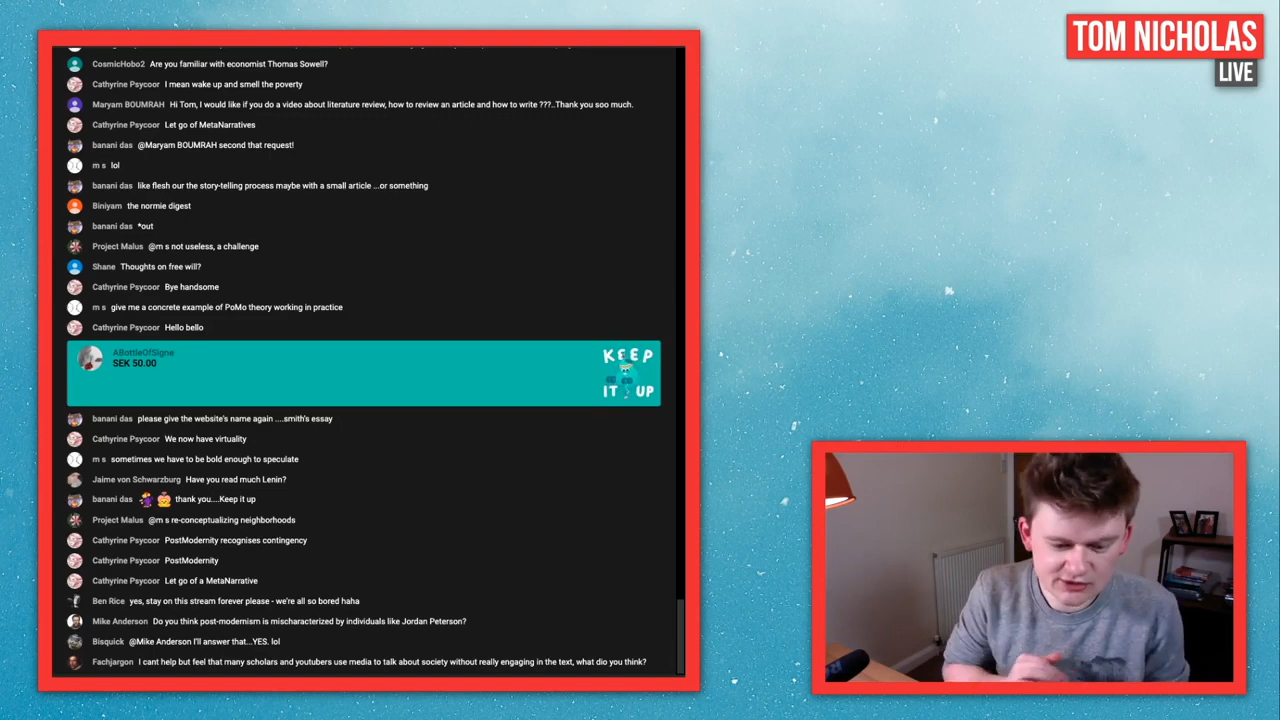 CosmicHobo2 Are you familiar with economist Thomas Sowell?
Cathyrine Psycoor I mean wake up and smell the poverty
Maryam BOUMRAH Hi Tom, I would like if you do a video about literature review, how to review an article and how to write ???..Thank you soo much.
Cathyrine Psycoor Let go of MetaNarratives
banani das @Maryam BOUMRAH second that request!
m s lol
banani das like flesh our the story-telling process maybe with a small article ...or something
Biniyam the normie digest
banani das *out
Project Malus @m s not useless, a challenge
Shane Thoughts on free will?
Cathyrine Psycoor Bye handsome
m s give me a concrete example of PoMo theory working in practice
Cathyrine Psycoor Hello bello
ABottleOfSigne
SEK 50.00
KEEP
IT UP
banani das please give the website's name again ....smith's essay
Cathyrine Psycoor We now have virtuality
m s sometimes we have to be bold enough to speculate
Jaime von Schwarzburg Have you read much Lenin?
banani das thank you....Keep it up
Project Malus @m s re-conceptualizing neighborhoods
Cathyrine Psycoor PostModernity recognises contingency
Cathyrine Psycoor PostModernity
Cathyrine Psycoor Let go of a MetaNarrative
Ben Rice yes, stay on this stream forever please - we're all so bored haha
Mike Anderson Do you think post-modernism is mischaracterized by individuals like Jordan Peterson?
Bisquick @Mike Anderson I'll answer that...YES. lol
Fachjargon I cant help but feel that many scholars and youtubers use media to talk about society without really engaging in the text, what dio you think?
TOM NICHOLAS
LIVE